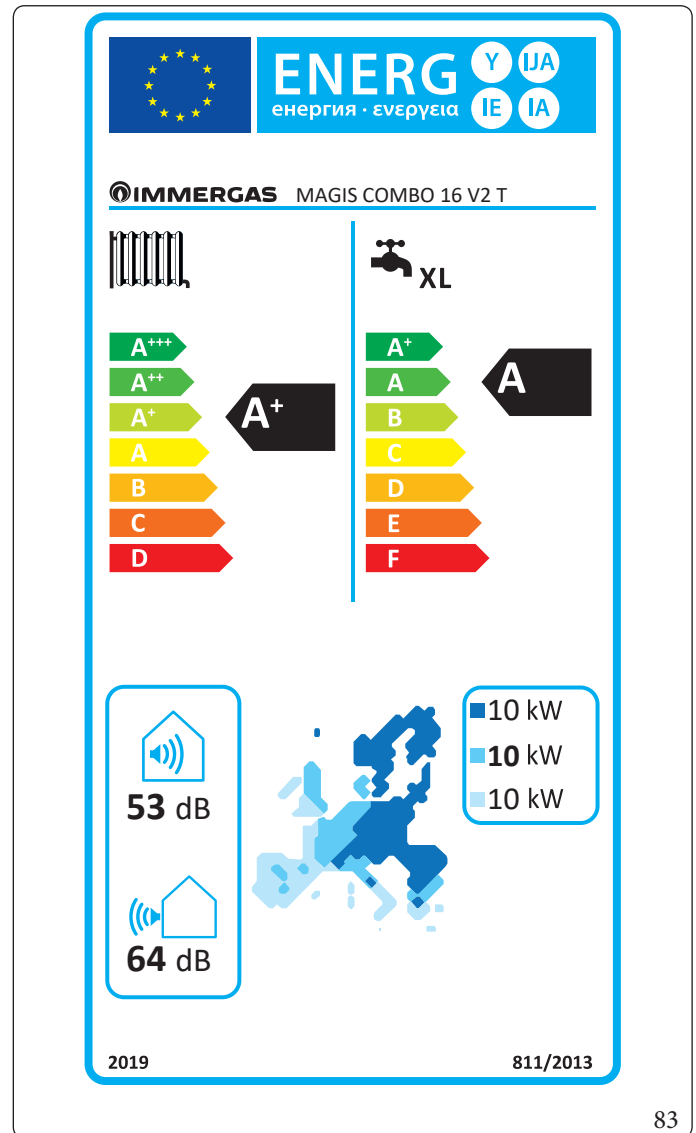 ENERG Y IJA
енергия · ενεργεια IE IA
IMMERGAS MAGIS COMBO 16 V2 T
XL
A+++
A++
A+
A
B
C
D
A+
A+
A
B
C
D
E
F
A
53 dB
64 dB
10 kW
10 kW
10 kW
2019 811/2013
83